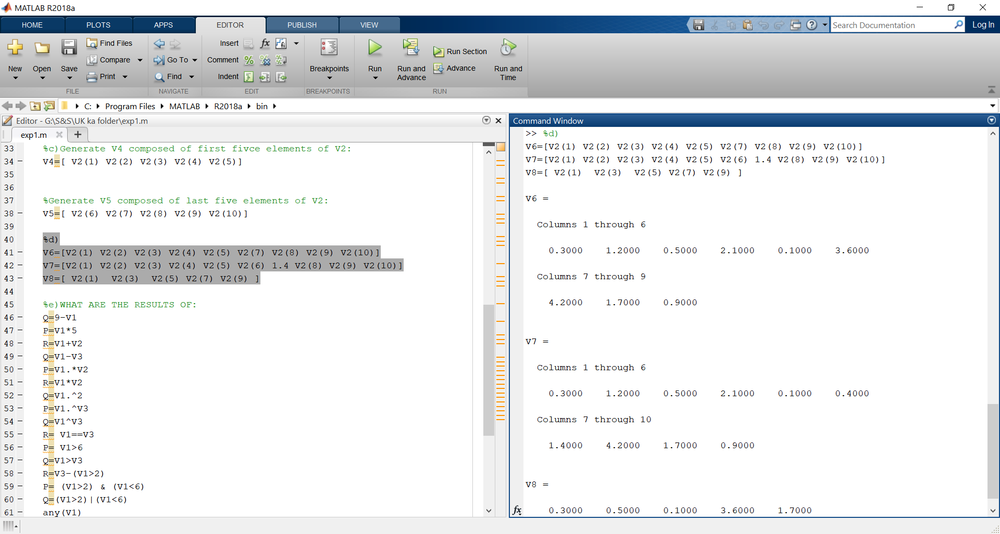 MATLAB R2018a
HOME PLOTS APPS EDITOR PUBLISH VIEW
Search Documentation
Log In
New
Open
Save
Find Files
Compare
Print
FILE
Go To
Find
NAVIGATE
Insert fx
Comment
Indent
EDIT
Breakpoints
BREAKPOINTS
Run
Run and Advance
Run Section
Advance
Run and Time
RUN
C: Program Files MATLAB R2018a bin
Editor - G:\S&S\UK ka folder\exp1.m
exp1.m
33 %c)Generate V4 composed of first fivce elements of V2:
34 – V4=[ V2(1) V2(2) V2(3) V2(4) V2(5)]
35
36
37 %Generate V5 composed of last five elements of V2:
38 – V5=[ V2(6) V2(7) V2(8) V2(9) V2(10)]
39
40 %d)
41 – V6=[V2(1) V2(2) V2(3) V2(4) V2(5) V2(7) V2(8) V2(9) V2(10)]
42 – V7=[V2(1) V2(2) V2(3) V2(4) V2(5) V2(6) 1.4 V2(8) V2(9) V2(10)]
43 – V8=[ V2(1)  V2(3)  V2(5) V2(7) V2(9) ]
44
45 %e)WHAT ARE THE RESULTS OF:
46 – Q=9-V1
47 – P=V1*5
48 – R=V1+V2
49 – Q=V1-V3
50 – P=V1.*V2
51 – R=V1*V2
52 – Q=V1.^2
53 – P=V1.^V3
54 – Q=V1^V3
55 – R= V1==V3
56 – P= V1>6
57 – Q=V1>V3
58 – R=V3-(V1>2)
59 – P= (V1>2) & (V1<6)
60 – Q=(V1>2)|(V1<6)
61 – any(V1)
Command Window
>> %d)
V6=[V2(1) V2(2) V2(3) V2(4) V2(5) V2(7) V2(8) V2(9) V2(10)]
V7=[V2(1) V2(2) V2(3) V2(4) V2(5) V2(6) 1.4 V2(8) V2(9) V2(10)]
V8=[ V2(1)  V2(3)  V2(5) V2(7) V2(9) ]
V6 =
Columns 1 through 6
0.3000 1.2000 0.5000 2.1000 0.1000 3.6000
Columns 7 through 9
4.2000 1.7000 0.9000
V7 =
Columns 1 through 6
0.3000 1.2000 0.5000 2.1000 0.1000 0.4000
Columns 7 through 10
1.4000 4.2000 1.7000 0.9000
V8 =
fx 0.3000 0.5000 0.1000 3.6000 1.7000